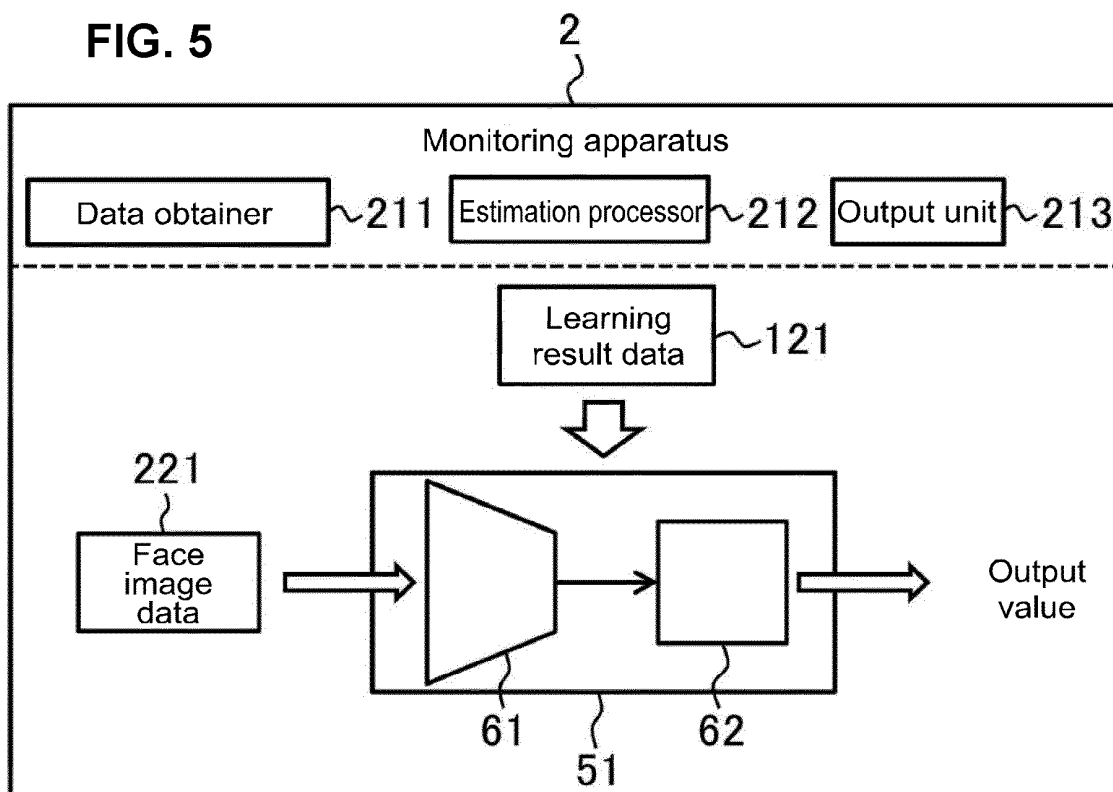 FIG. 5
2
Monitoring apparatus
Data obtainer 211
Estimation processor 212
Output unit 213
Learning
result data
121
221
Face
image
data
Output
value
61
62
51